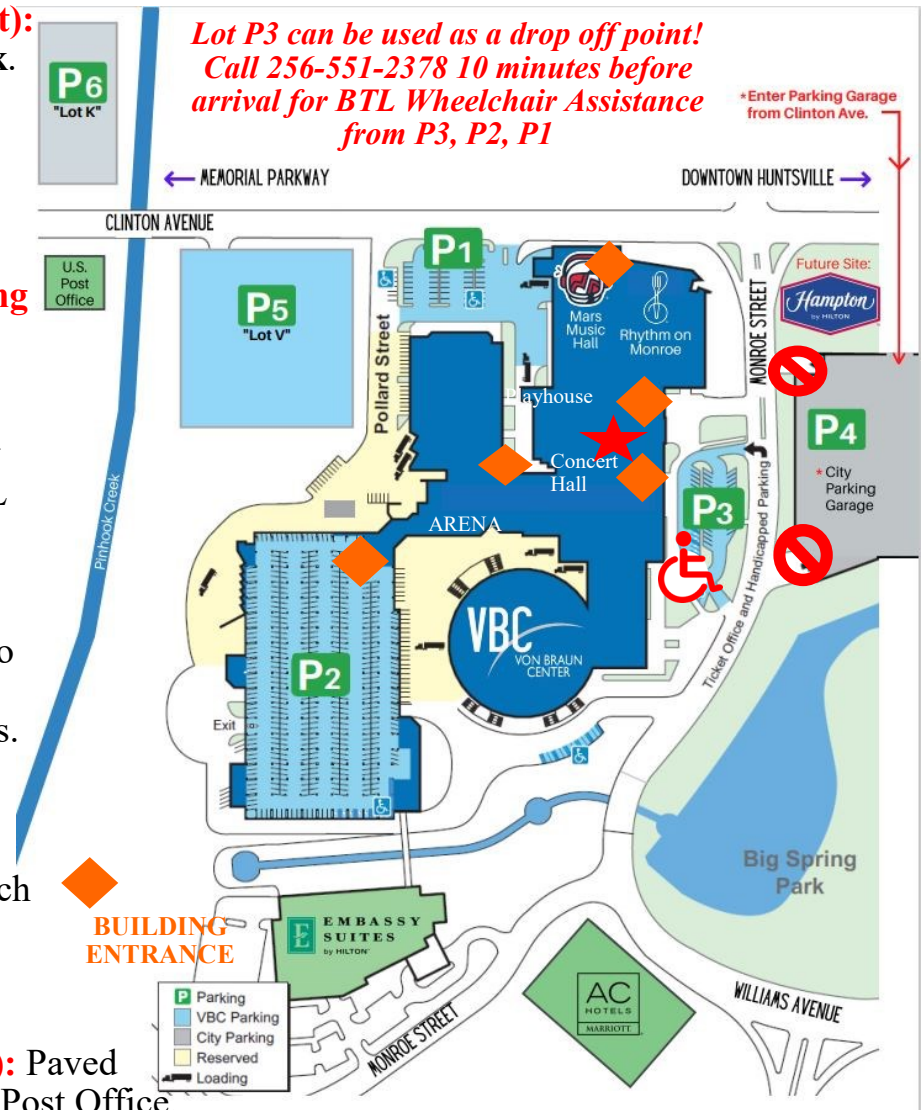 t):
k.
Lot P3 can be used as a drop off point!
Call 256-551-2378 10 minutes before
arrival for BTL Wheelchair Assistance
from P3, P2, P1
P6
"Lot K"
*Enter Parking Garage
from Clinton Ave.
← MEMORIAL PARKWAY
DOWNTOWN HUNTSVILLE →
CLINTON AVENUE
U.S.
Post
Office
ng
P5
"Lot V"
P1
Pollard Street
Mars
Music
Hall
Rhythm on
Monroe
MONROE STREET
Future Site:
Hampton
by HILTON
Playhouse
Concert
Hall
P4
* City
Parking
Garage
L
Pinhook Creek
ARENA
P3
Ticket Office and Handicapped Parking
VBC
VON BRAUN
CENTER
o
P2
Exit
s.
Big Spring
Park
ch
BUILDING
ENTRANCE
E
EMBASSY
SUITES
by HILTON
AC
HOTELS
MARRIOTT
WILLIAMS AVENUE
MONROE STREET
P Parking
VBC Parking
City Parking
Reserved
Loading
): Paved
Post Office